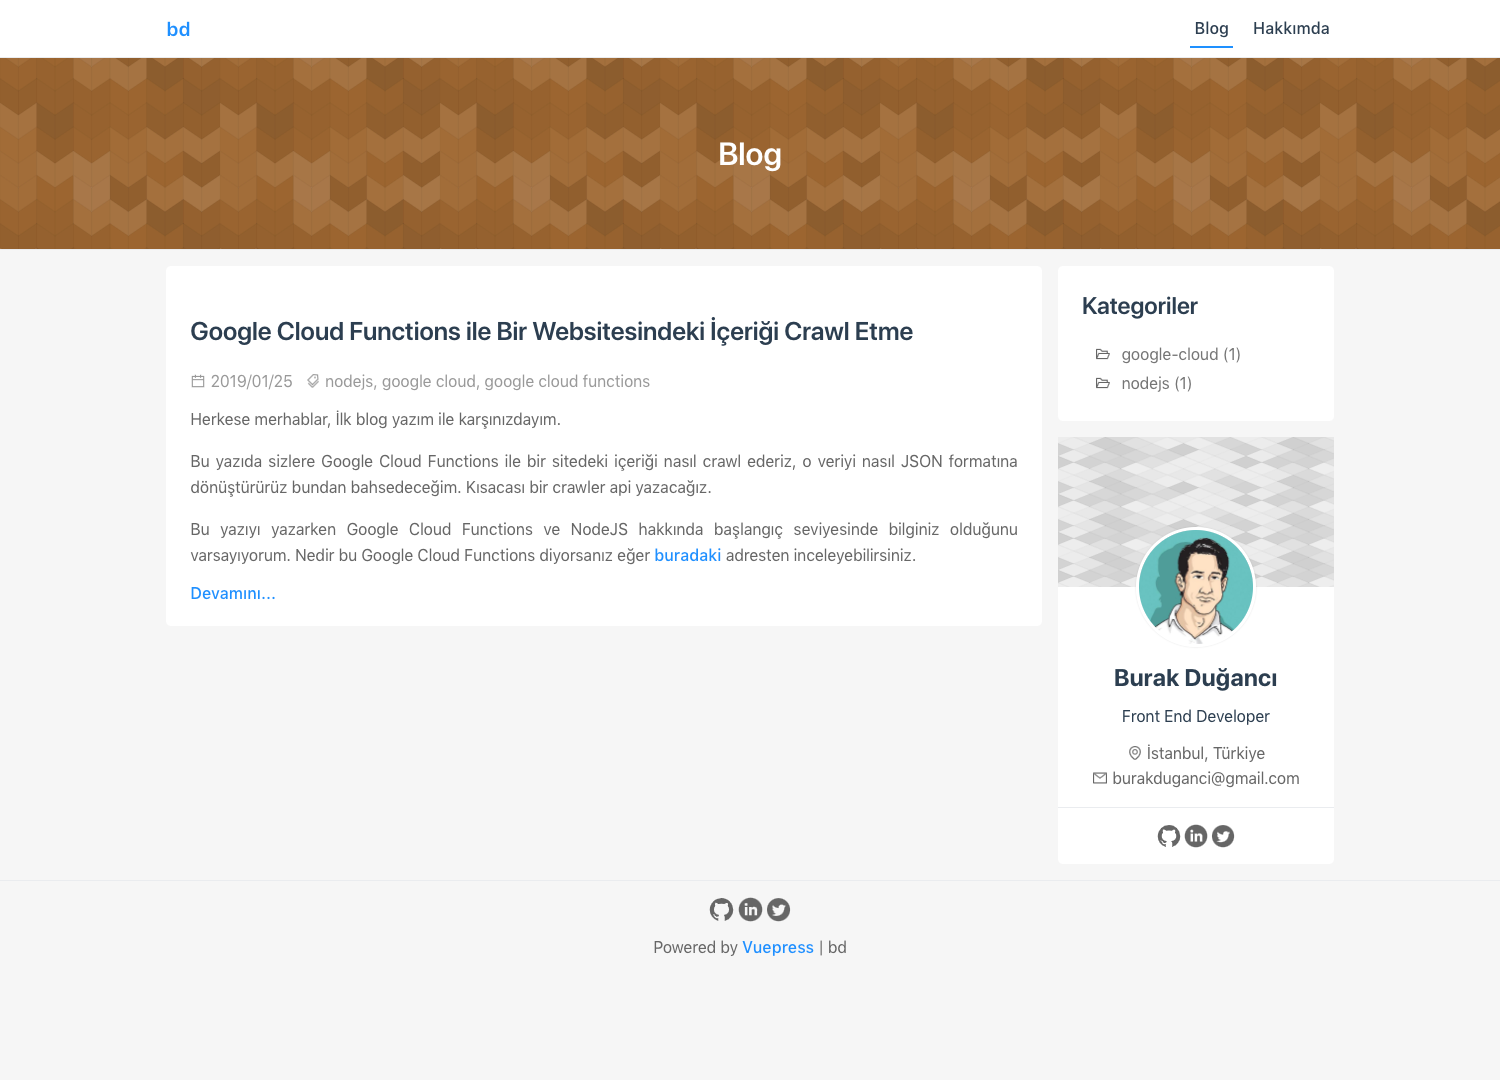 bd
Blog
Hakkımda
Blog
Google Cloud Functions ile Bir Websitesindeki İçeriği Crawl Etme
2019/01/25 nodejs, google cloud, google cloud functions
Herkese merhablar, İlk blog yazım ile karşınızdayım.
Bu yazıda sizlere Google Cloud Functions ile bir sitedeki içeriği nasıl crawl ederiz, o veriyi nasıl JSON formatına
dönüştürürüz bundan bahsedeceğim. Kısacası bir crawler api yazacağız.
Bu yazıyı yazarken Google Cloud Functions ve NodeJS hakkında başlangıç seviyesinde bilginiz olduğunu
varsayıyorum. Nedir bu Google Cloud Functions diyorsanız eğer buradaki adresten inceleyebilirsiniz.
Devamını...
Kategoriler
google-cloud (1)
nodejs (1)
Burak Duğancı
Front End Developer
İstanbul, Türkiye
burakduganci@gmail.com
Powered by Vuepress | bd